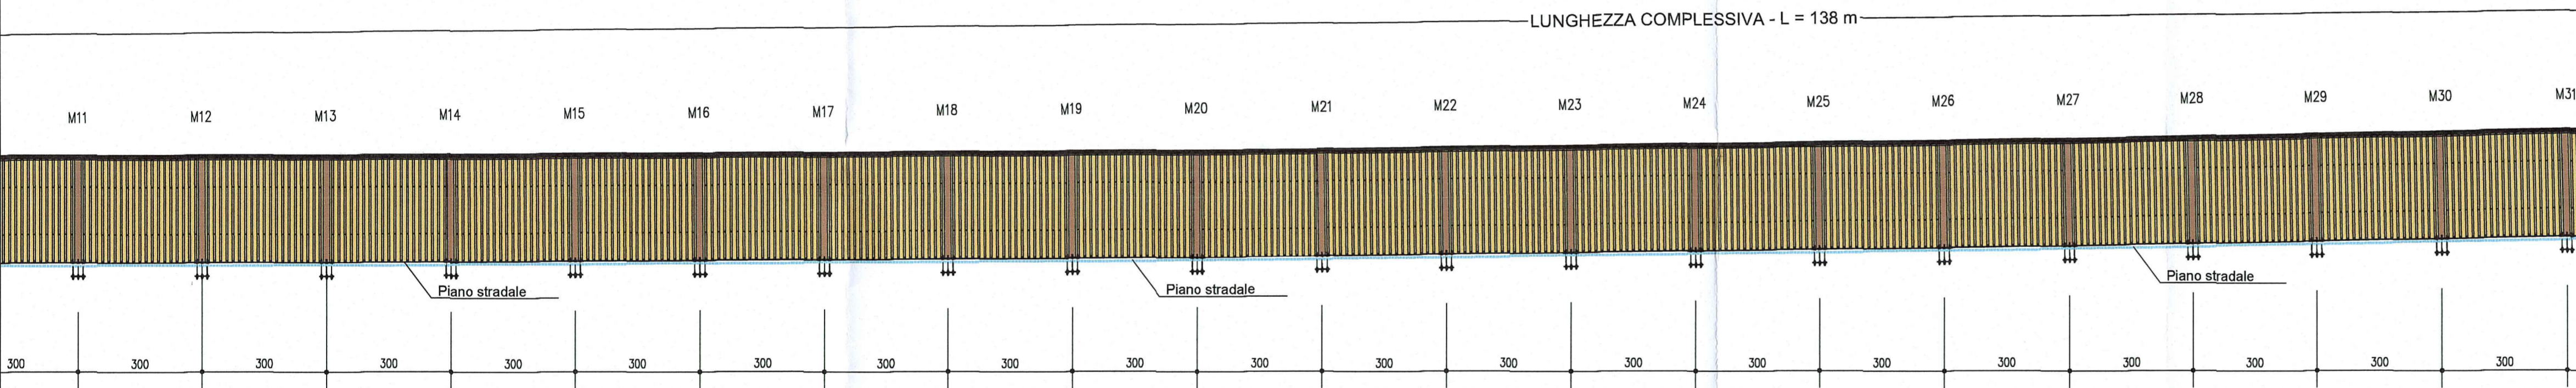 LUNGHEZZA COMPLESSIVA - L = 138 m
M11 M12 M13 M14 M15 M16 M17 M18 M19 M20 M21 M22 M23 M24 M25 M26 M27 M28 M29 M30 M31
Piano stradale Piano stradale Piano stradale
300 300 300 300 300 300 300 300 300 300 300 300 300 300 300 300 300 300 300 300 300